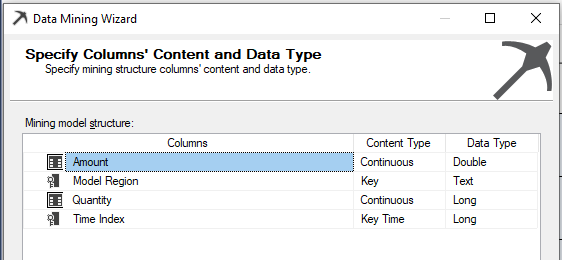 Data Mining Wizard
Specify Columns' Content and Data Type
Specify mining structure columns' content and data type.
Mining model structure:
Columns Content Type Data Type
Amount Continuous Double
Model Region Key Text
Quantity Continuous Long
Time Index Key Time Long